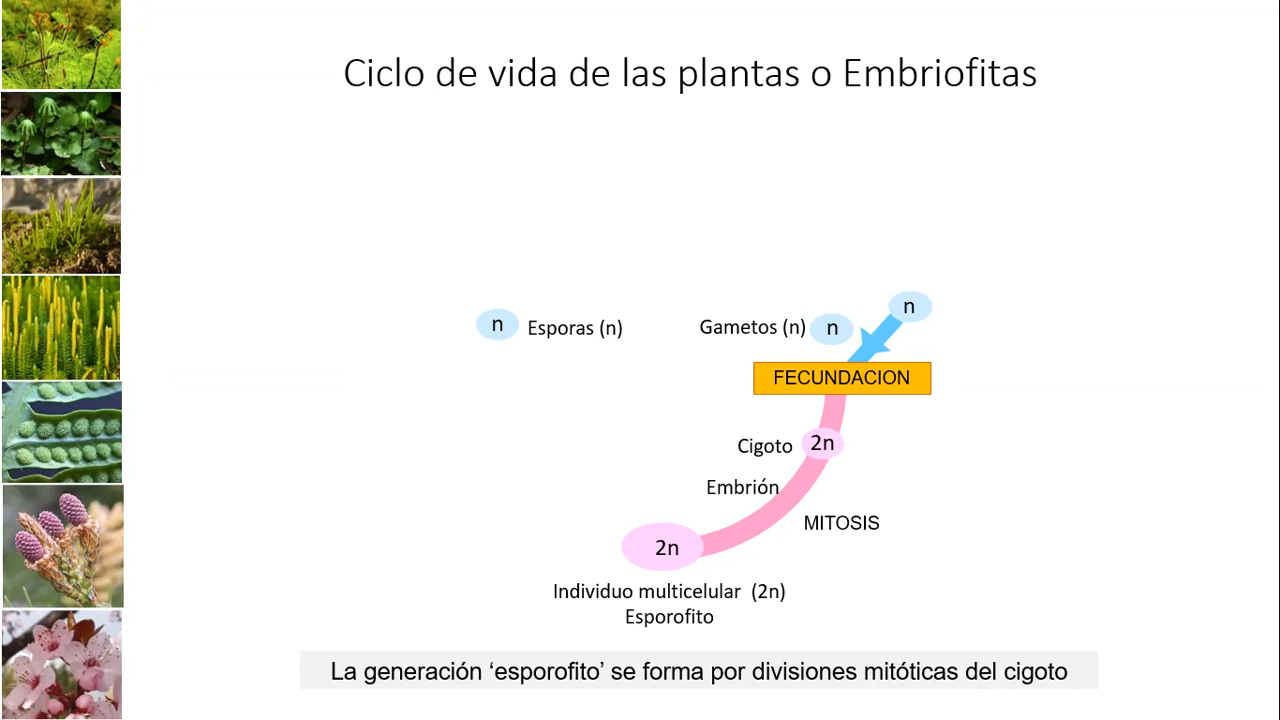 Ciclo de vida de las plantas o Embriofitas
n
n
Esporas (n)
Gametos (n)
n
FECUNDACION
Cigoto
2n
Embrión
MITOSIS
2n
Individuo multicelular (2n)
Esporofito
La generación ‘esporofito’ se forma por divisiones mitóticas del cigoto